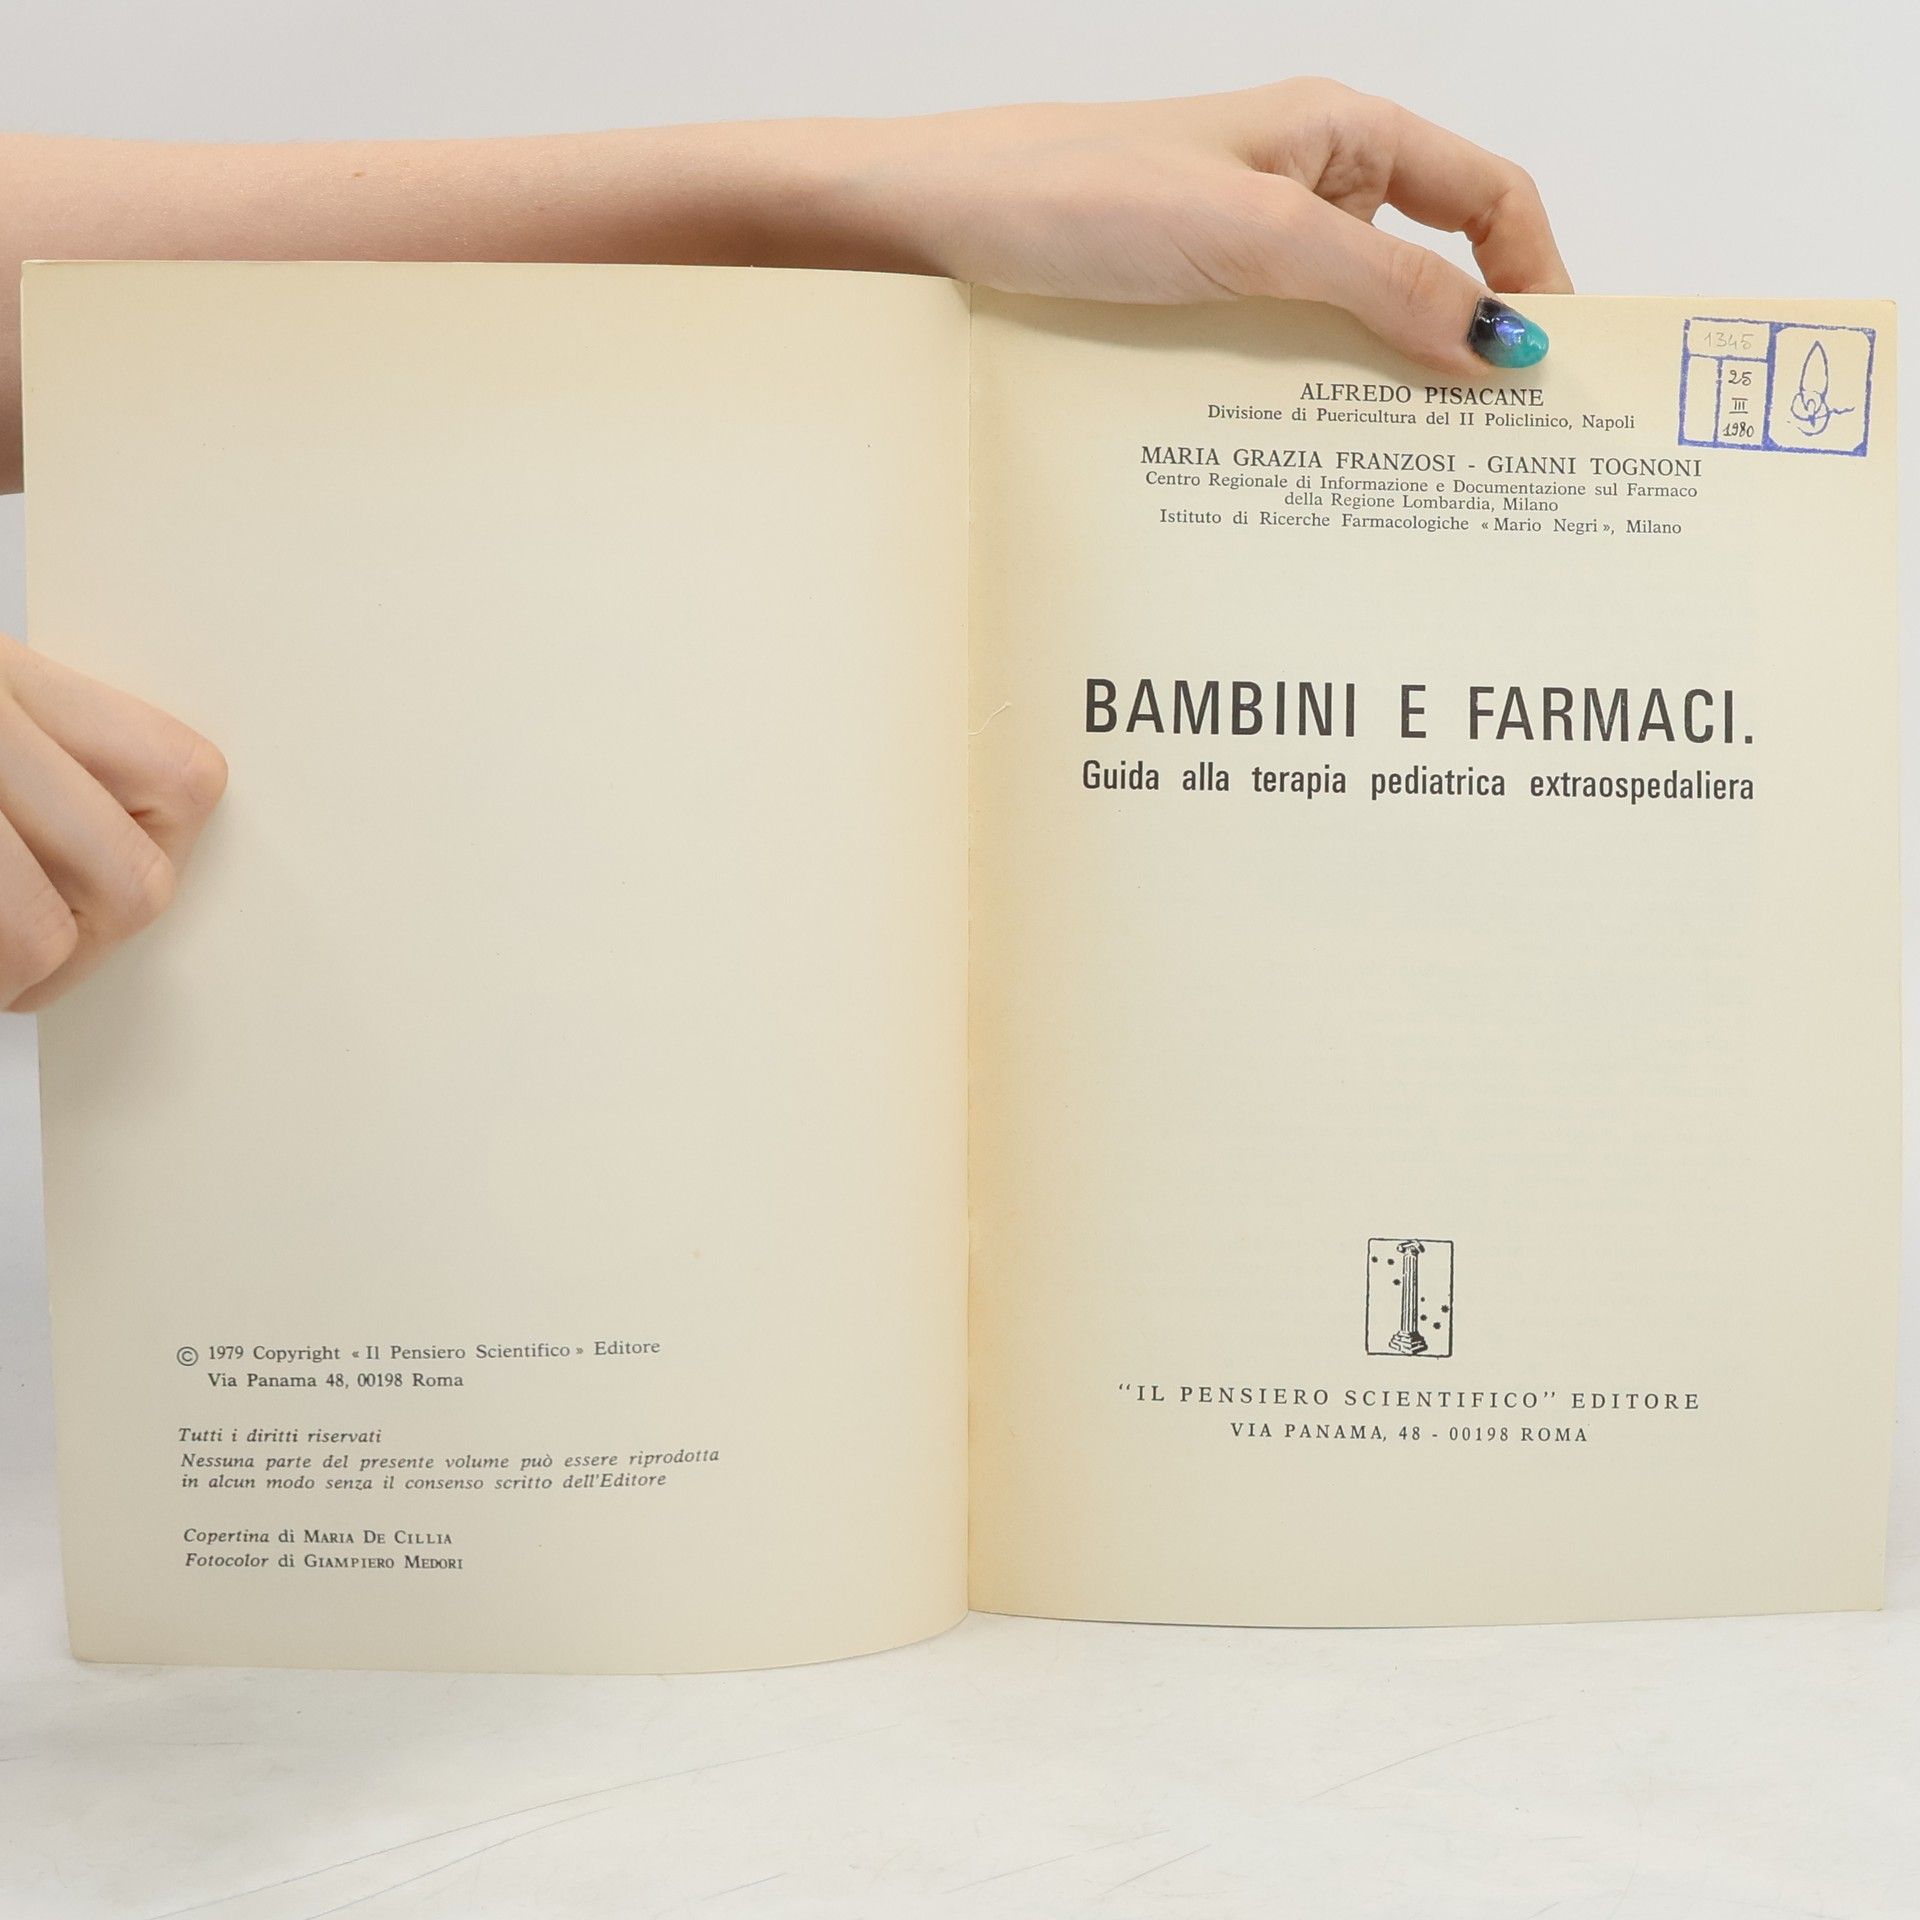 © 1979 Copyright « Il Pensiero Scientifico » Editore
Via Panama 48, 00198 Roma
Tutti i diritti riservati
Nessuna parte del presente volume può essere riprodotta
in alcun modo senza il consenso scritto dell'Editore
Copertina di MARIA DE CILLIA
Fotocolor di GIAMPIERO MEDORI
1345
25
III
1980
ALFREDO PISACANE
Divisione di Puericultura del II Policlinico, Napoli
MARIA GRAZIA FRANZOSI - GIANNI TOGNONI
Centro Regionale di Informazione e Documentazione sul Farmaco
della Regione Lombardia, Milano
Istituto di Ricerche Farmacologiche « Mario Negri », Milano
BAMBINI E FARMACI.
Guida alla terapia pediatrica extraospedaliera
"IL PENSIERO SCIENTIFICO" EDITORE
VIA PANAMA, 48 - 00198 ROMA